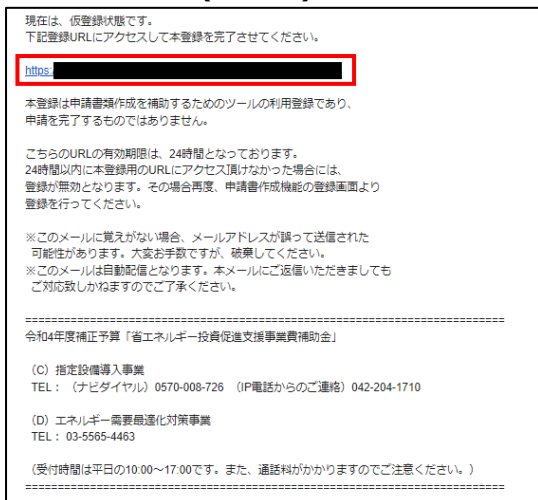 現在は、仮登録状態です。
下記登録URLにアクセスして本登録を完了させてください。
https:
本登録は申請書類作成を補助するためのツールの利用登録であり、
申請を完了するものではありません。
こちらのURLの有効期限は、24時間となっております。
24時間以内に本登録用のURLにアクセス頂けなかった場合には、
登録が無効となります。その場合再度、申請書作成機能の登録画面より
登録を行ってください。
※このメールに覚えがない場合、メールアドレスが誤って送信された
可能性があります。大変お手数ですが、破棄してください。
※このメールは自動配信となります。本メールにご返信いただきましても
ご対応致しかねますのでご了承ください。
==========================================================================
令和4年度補正予算「省エネルギー投資促進支援事業費補助金」
（C）指定設備導入事業
TEL： （ナビダイヤル）0570-008-726 （IP電話からのご連絡）042-204-1710
（D）エネルギー需要最適化対策事業
TEL： 03-5565-4463
（受付時間は平日の10:00～17:00です。また、通話料がかかりますのでご注意ください。）
==========================================================================